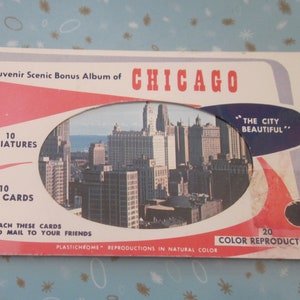 uvenir Scenic Bonus Album of CHICAGO
"THE CITY
BEAUTIFUL"
10
IATURES
10
CARDS
ACH THESE CARDS
D MAIL TO YOUR FRIENDS
20
COLOR REPRODUCT
PLASTICHROME® REPRODUCTIONS IN NATURAL COLOR